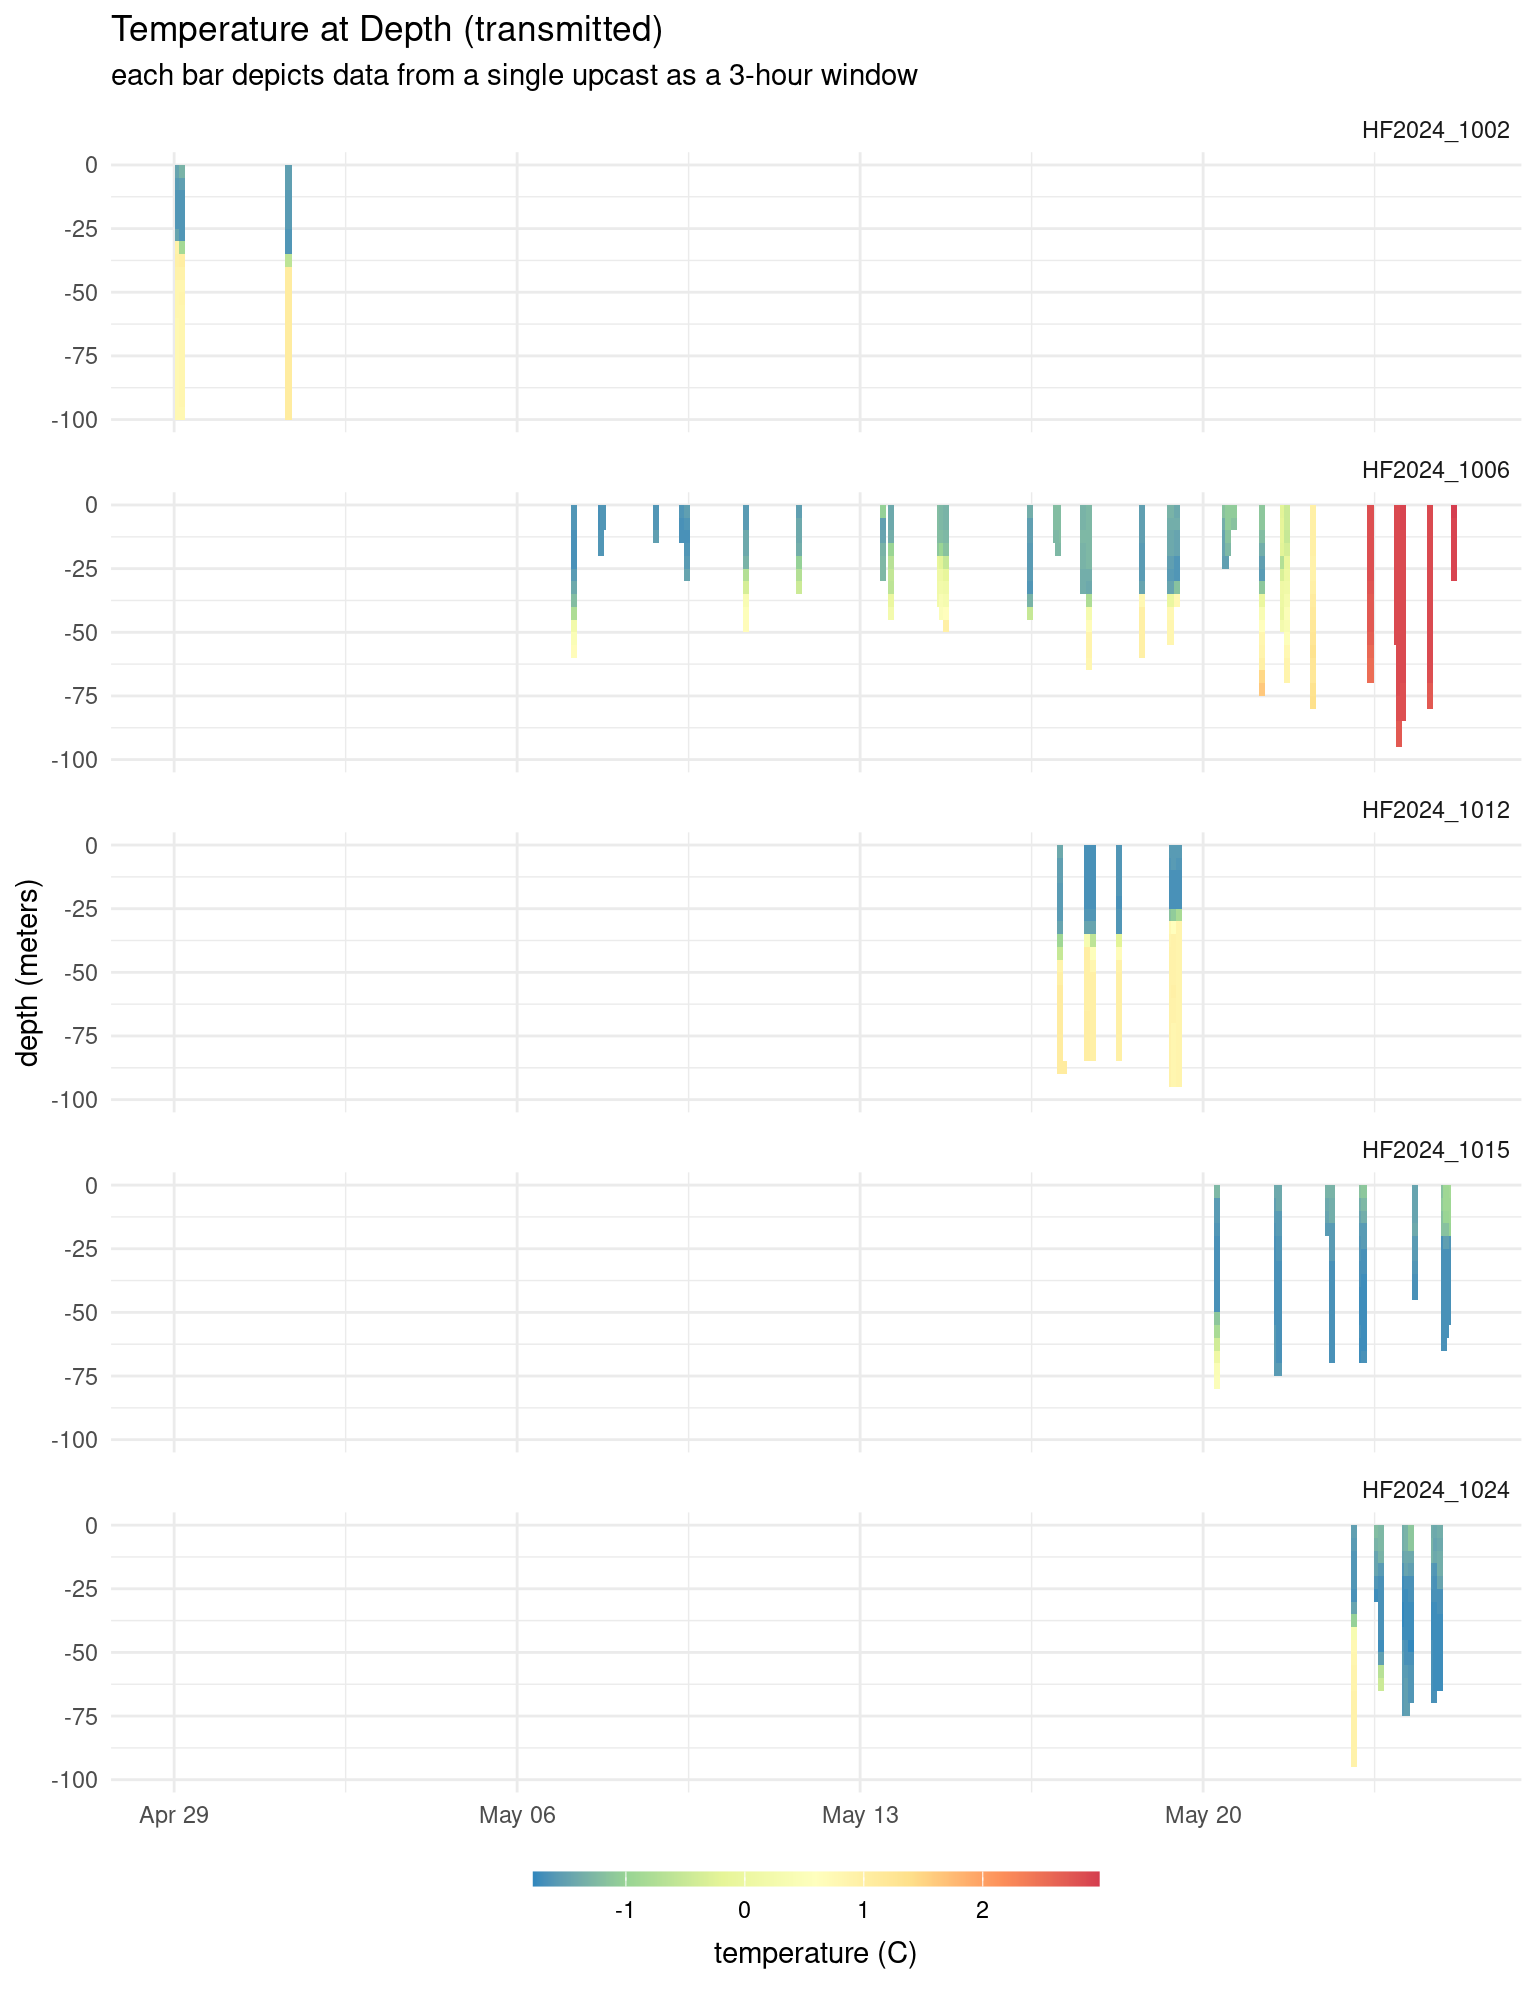 Temperature at Depth (transmitted)
each bar depicts data from a single upcast as a 3-hour window
HF2024_1002
0
-25
-50
-75
-100
HF2024_1006
0
-25
-50
-75
-100
HF2024_1012
0
-25
-50
-75
-100
depth (meters)
HF2024_1015
0
-25
-50
-75
-100
HF2024_1024
0
-25
-50
-75
-100
Apr 29 May 06 May 13 May 20
-1 0 1 2
temperature (C)